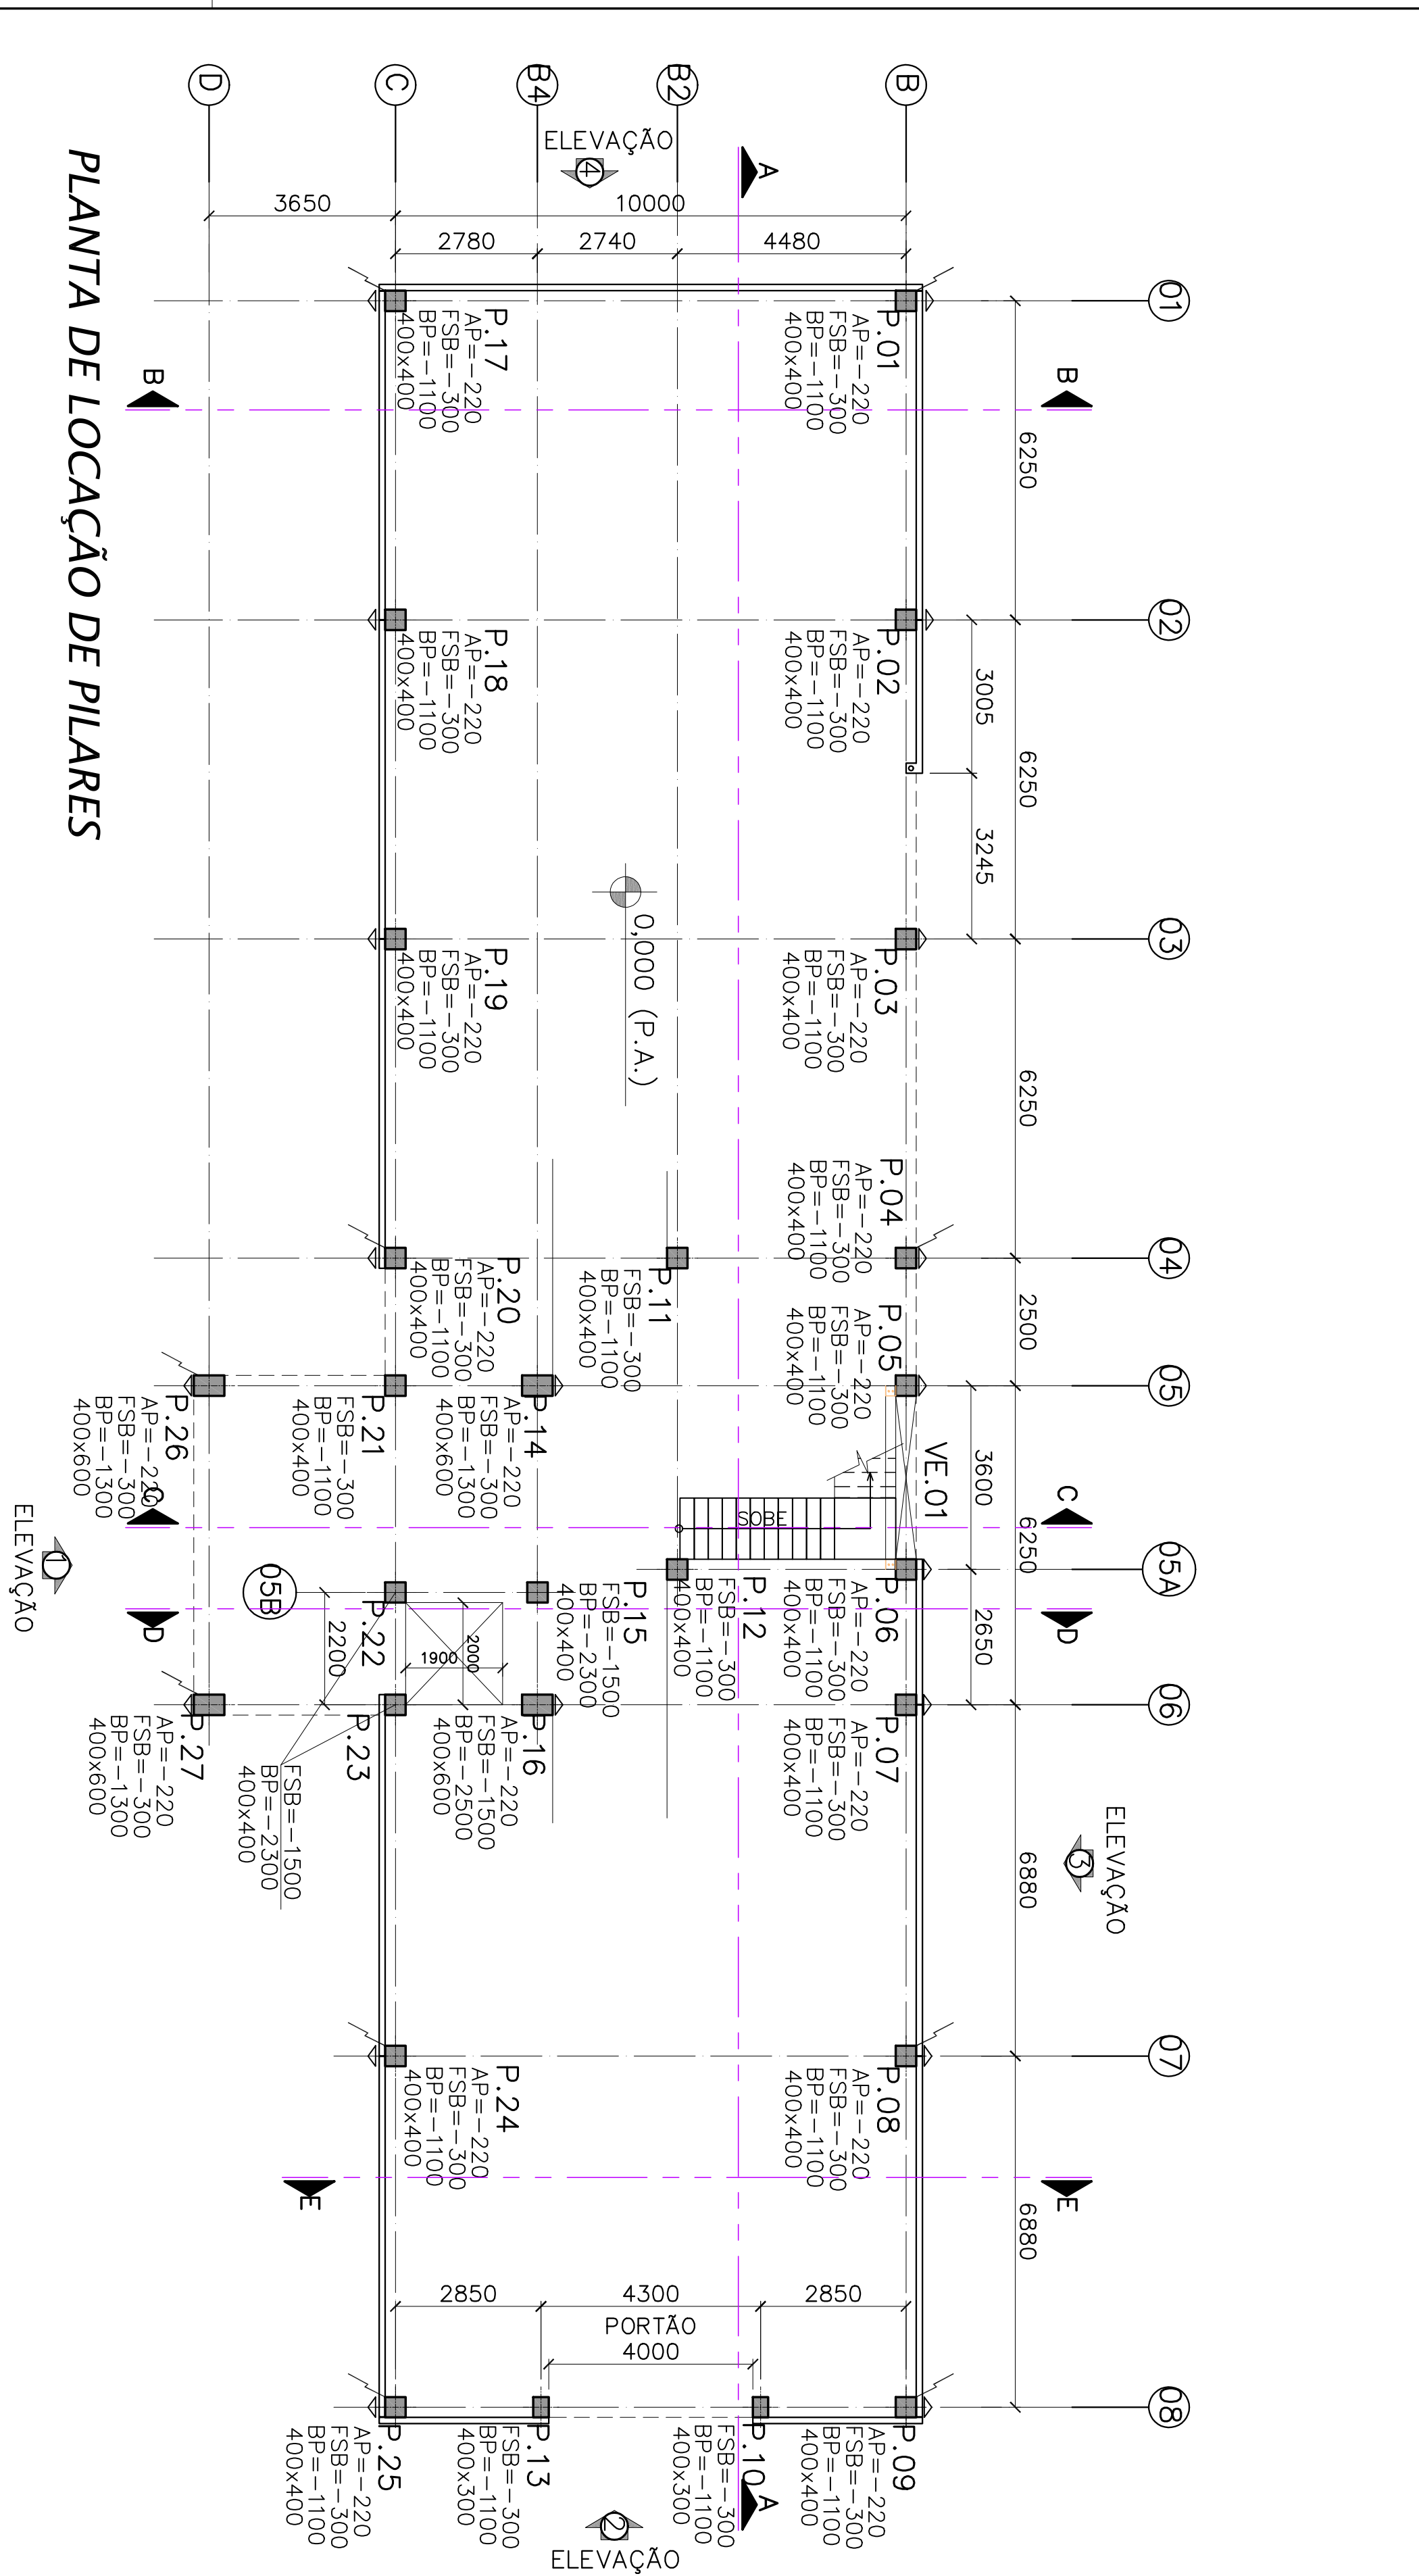 PLANTA DE LOCAÇÃO DE PILARES
01
02
03
04
05
05A
06
07
08
6250
6250
6250
2500
6250
6880
6880
3005
3245
3600
2650
B
B2
B4
C
D
10000
3650
4480
2740
2780
A
ELEVAÇÃO
4
B
B
C
C
D
D
E
E
A
ELEVAÇÃO
3
ELEVAÇÃO
2
ELEVAÇÃO
1
P.01
AP=-220
FSB=-300
BP=-1100
400x400
P.02
AP=-220
FSB=-300
BP=-1100
400x400
P.03
AP=-220
FSB=-300
BP=-1100
400x400
P.04
AP=-220
FSB=-300
BP=-1100
400x400
P.05
AP=-220
FSB=-300
BP=-1100
400x400
VE.01
SOBE
P.06
AP=-220
FSB=-300
BP=-1100
400x400
P.07
AP=-220
FSB=-300
BP=-1100
400x400
P.08
AP=-220
FSB=-300
BP=-1100
400x400
P.09
AP=-220
FSB=-300
BP=-1100
400x400
P.10
FSB=-300
BP=-1100
400x300
P.11
FSB=-300
BP=-1100
400x400
P.12
FSB=-300
BP=-1100
400x400
P.13
FSB=-300
BP=-1100
400x300
0,000 (P.A.)
P.14
AP=-220
FSB=-300
BP=-1300
400x600
P.15
FSB=-1500
BP=-2300
400x400
P.16
AP=-220
FSB=-1500
BP=-2500
400x600
2850
4300
2850
PORTÃO
4000
P.17
AP=-220
FSB=-300
BP=-1100
400x400
P.18
AP=-220
FSB=-300
BP=-1100
400x400
P.19
AP=-220
FSB=-300
BP=-1100
400x400
P.20
AP=-220
FSB=-300
BP=-1100
400x400
P.21
FSB=-300
BP=-1100
400x400
2000
1900
05B
2200
P.22
P.23
FSB=-1500
BP=-2300
400x400
P.24
AP=-220
FSB=-300
BP=-1100
400x400
P.25
AP=-220
FSB=-300
BP=-1100
400x400
P.26
AP=-220
FSB=-300
BP=-1300
400x600
P.27
AP=-220
FSB=-300
BP=-1300
400x600